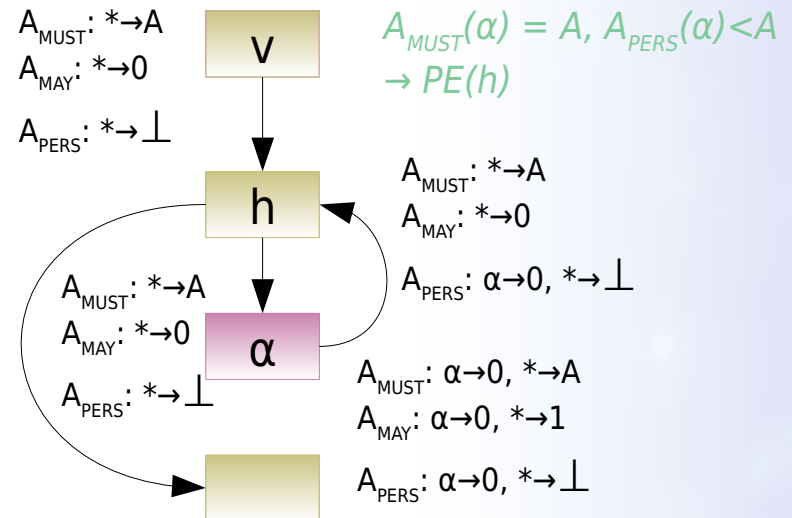 A_MUST: *→A
A_MAY: *→0
A_PERS: *→⊥
v
A_MUST(α) = A, A_PERS(α)<A
→ PE(h)
h
A_MUST: *→A
A_MAY: *→0
A_PERS: α→0, *→⊥
A_MUST: *→A
A_MAY: *→0
A_PERS: *→⊥
α
A_MUST: α→0, *→A
A_MAY: α→0, *→1
A_PERS: α→0, *→⊥